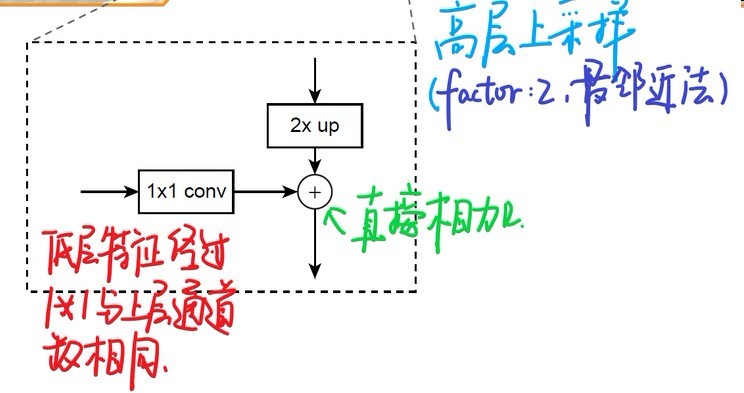 高层上采样
(factor:2,最邻近法)
2x up
1x1 conv
+
直接相加
低层特征经过
1x1与上层通道
数相同.